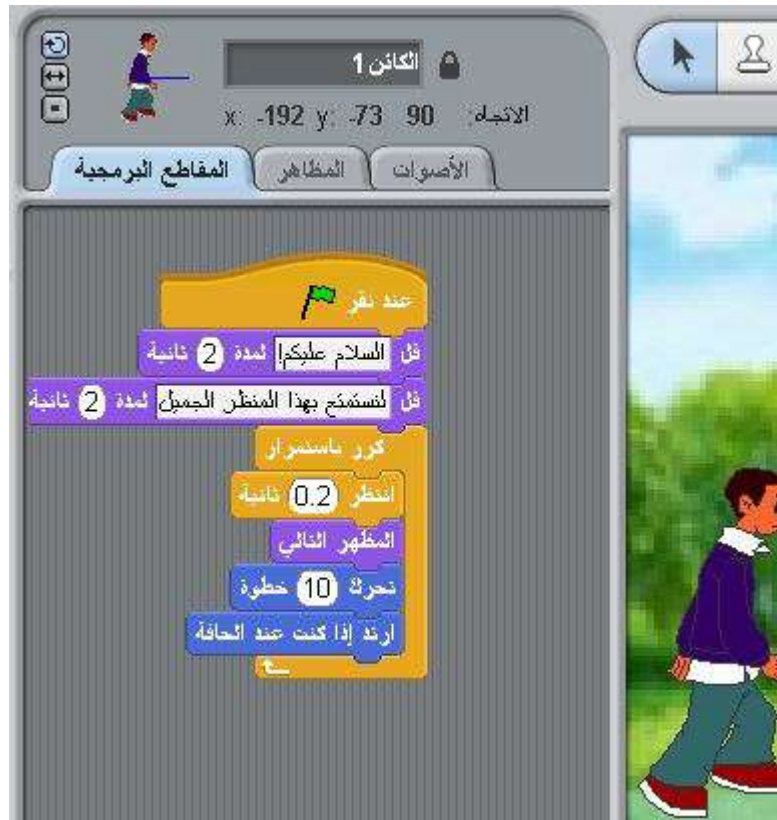 الكائن 1
x: -192 y: -73 90 الاتجاه:
الأصوات المظاهر المقاطع البرمجية
عند نقر
قل السلام عليكم! لمدة 2 ثانية
قل لنستمتع بهذا المنظر الجميل لمدة 2 ثانية
كرر باستمرار
انتظر 0.2 ثانية
المظهر التالي
تحرك 10 خطوة
ارتد إذا كنت عند الحافة